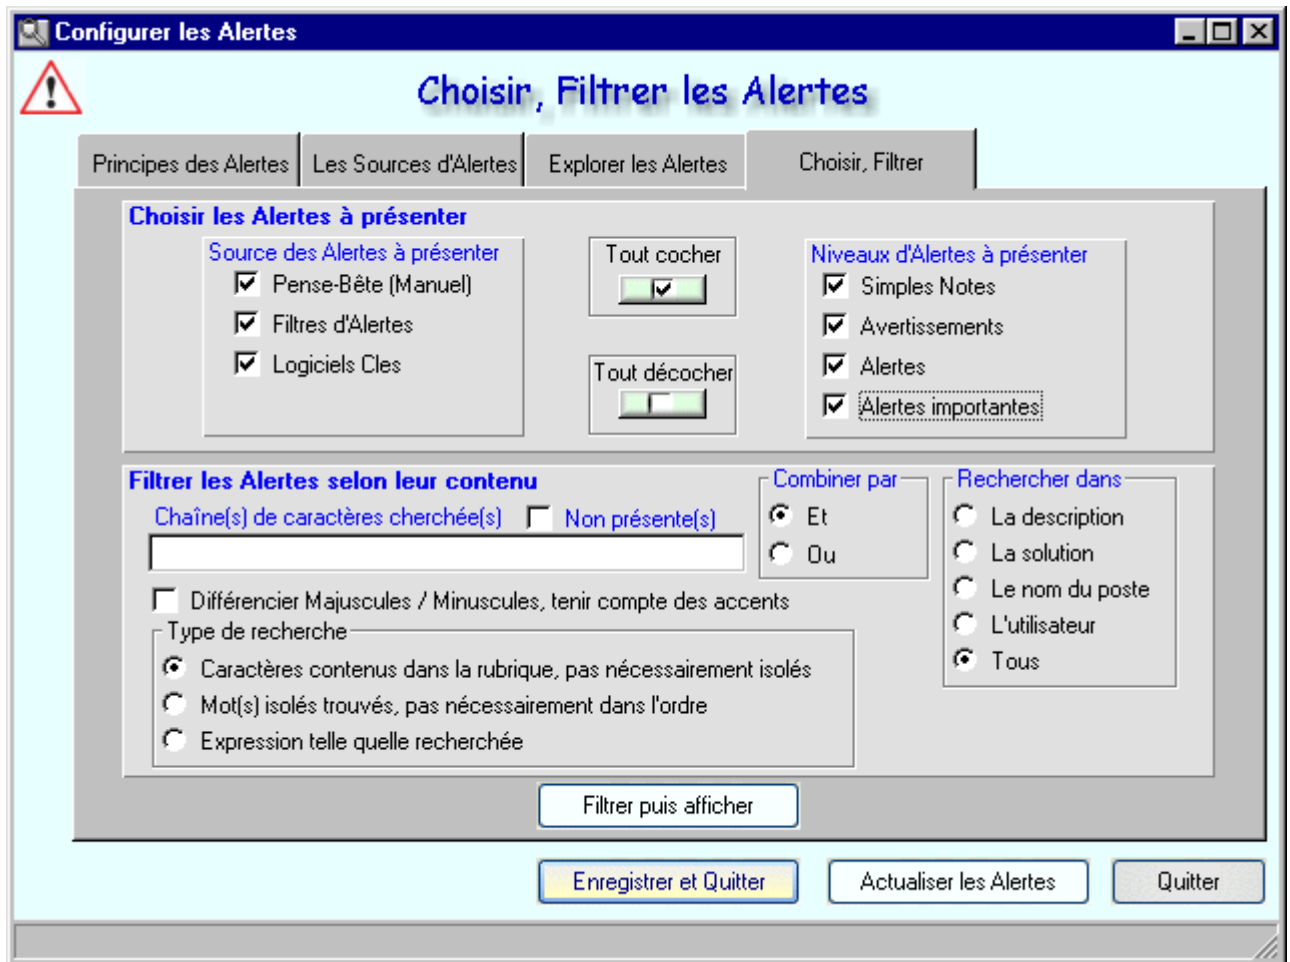 Configurer les Alertes
Choisir, Filtrer les Alertes
Principes des Alertes
Les Sources d'Alertes
Explorer les Alertes
Choisir, Filtrer
Choisir les Alertes à présenter
Source des Alertes à présenter
Pense-Bête (Manuel)
Filtres d'Alertes
Logiciels Cles
Tout cocher
Tout décocher
Niveaux d'Alertes à présenter
Simples Notes
Avertissements
Alertes
Alertes importantes
Filtrer les Alertes selon leur contenu
Chaîne(s) de caractères cherchée(s)
Non présente(s)
Différencier Majuscules / Minuscules, tenir compte des accents
Type de recherche
Caractères contenus dans la rubrique, pas nécessairement isolés
Mot(s) isolés trouvés, pas nécessairement dans l'ordre
Expression telle quelle recherchée
Combiner par
Et
Ou
Rechercher dans
La description
La solution
Le nom du poste
L'utilisateur
Tous
Filtrer puis afficher
Enregistrer et Quitter
Actualiser les Alertes
Quitter